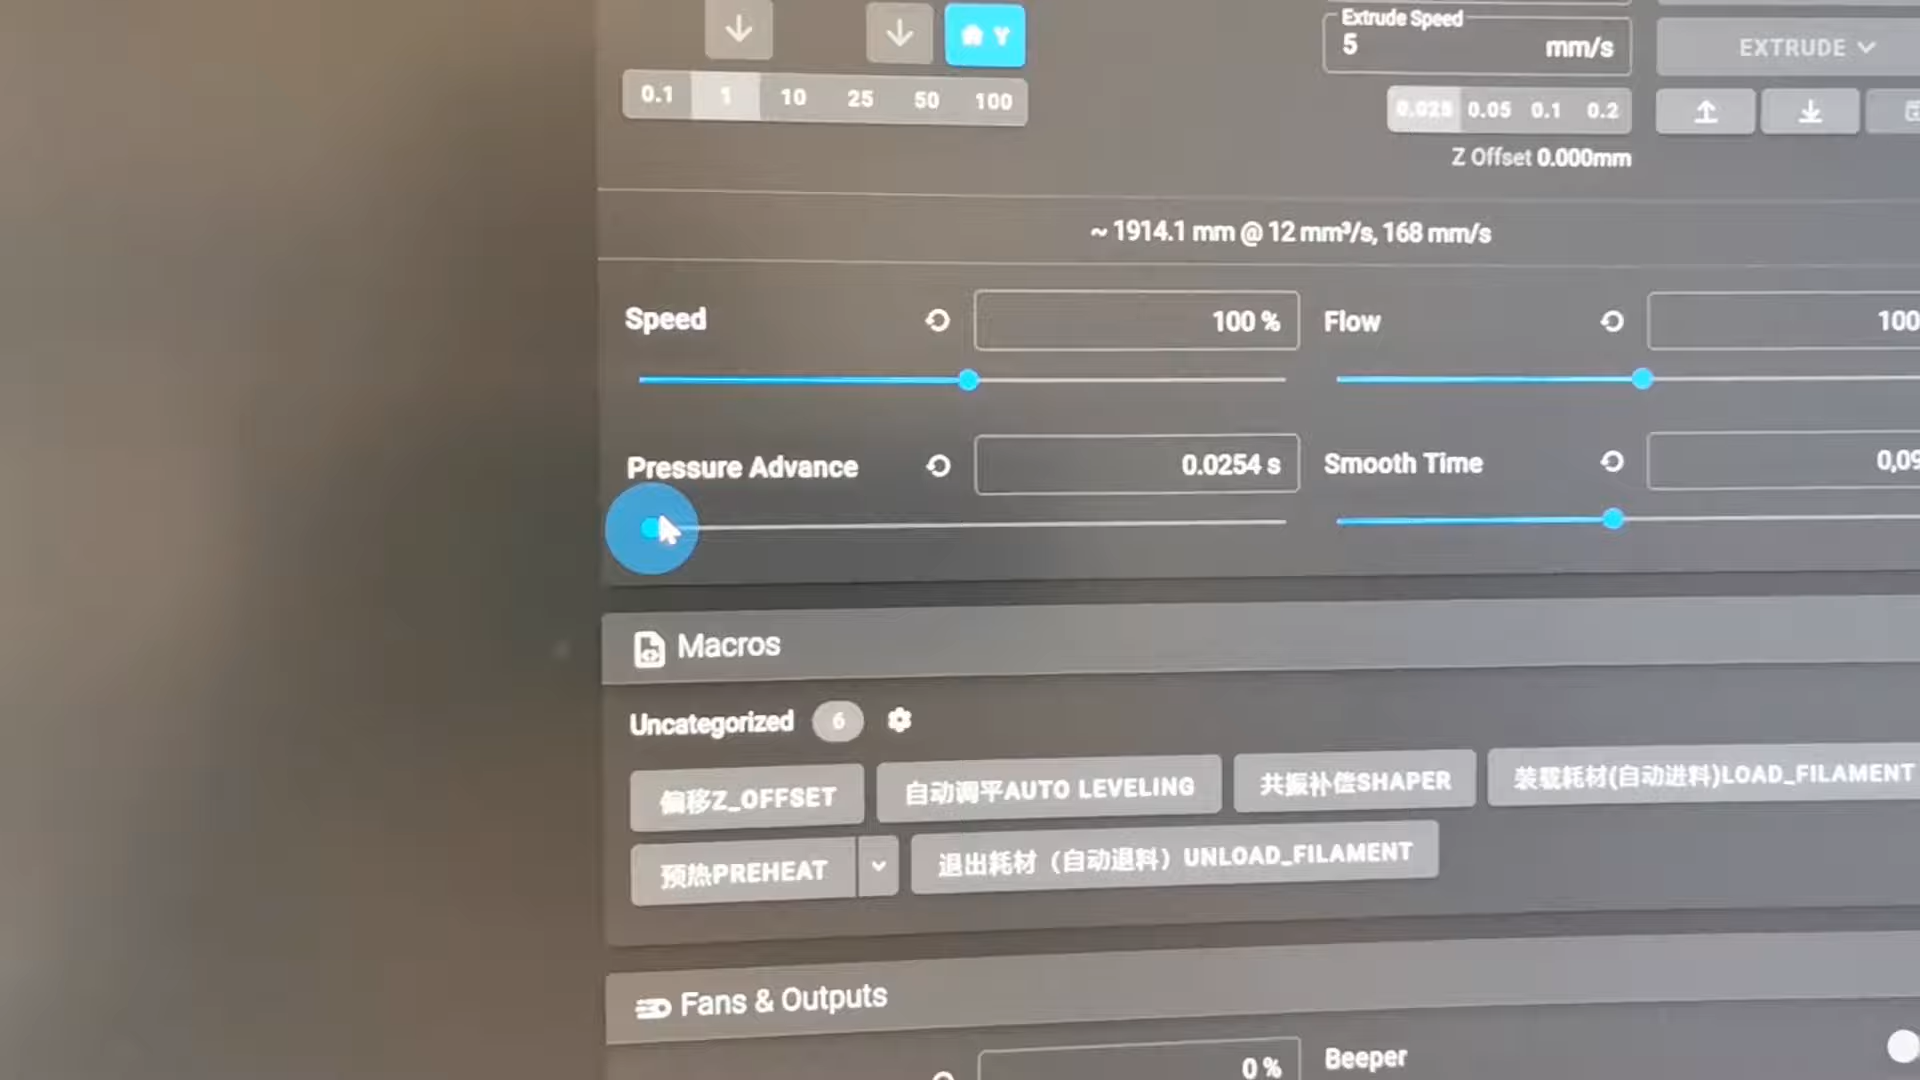 Extrude Speed
5 mm/s
EXTRUDE
Y
0.1 1 10 25 50 100
0.025 0.05 0.1 0.2
Z Offset 0.000mm
~ 1914.1 mm @ 12 mm³/s, 168 mm/s
Speed 100 % Flow 100
Pressure Advance 0.0254 s Smooth Time 0,09
Macros
Uncategorized 6
偏移Z_OFFSET 自动调平AUTO LEVELING 共振补偿SHAPER 装载耗材(自动进料)LOAD_FILAMENT
预热PREHEAT 退出耗材（自动退料）UNLOAD_FILAMENT
Fans & Outputs
0 % Beeper